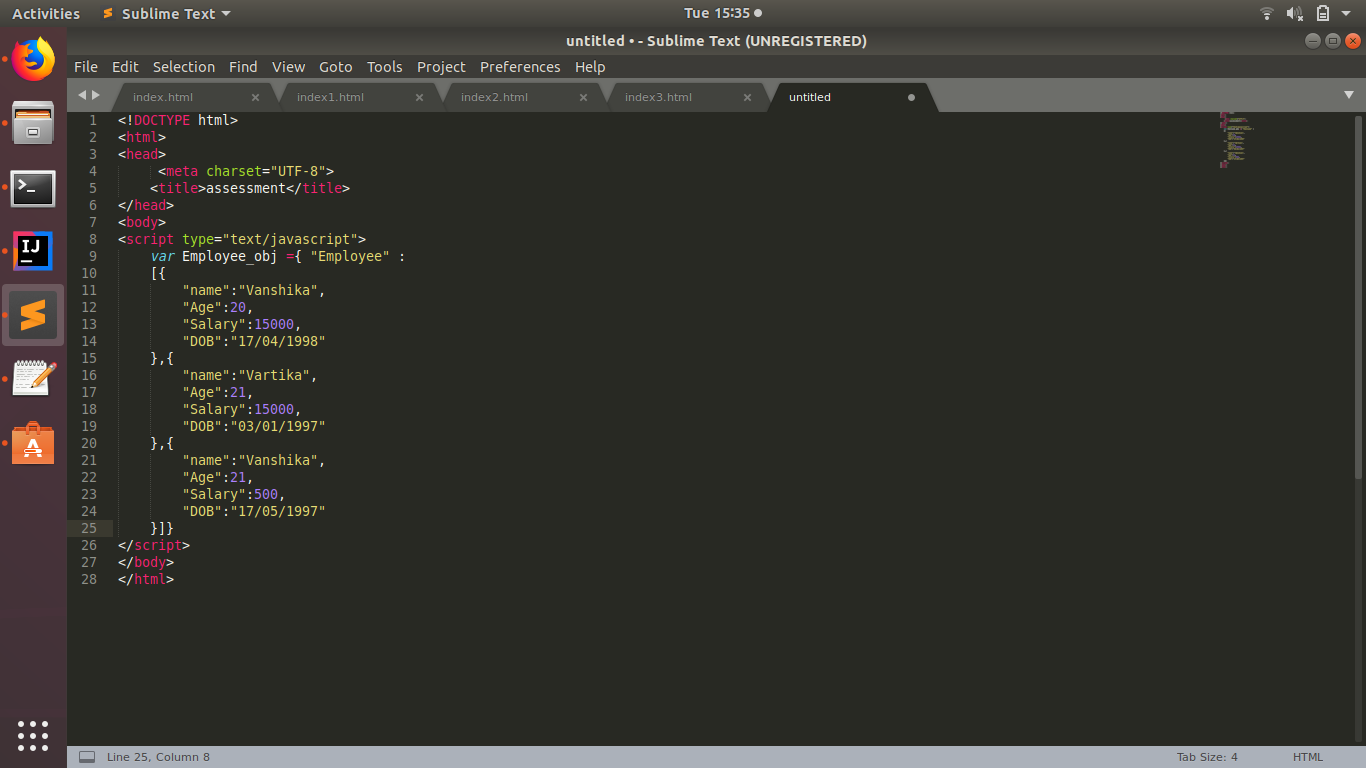 Activities Sublime Text Tue 15:35
untitled • - Sublime Text (UNREGISTERED)
File Edit Selection Find View Goto Tools Project Preferences Help
index.html × index1.html × index2.html × index3.html × untitled
1 <!DOCTYPE html>
2 <html>
3 <head>
4 <meta charset="UTF-8">
5 <title>assessment</title>
6 </head>
7 <body>
8 <script type="text/javascript">
9 var Employee_obj ={ "Employee" :
10 [{
11 "name":"Vanshika",
12 "Age":20,
13 "Salary":15000,
14 "DOB":"17/04/1998"
15 },{
16 "name":"Vartika",
17 "Age":21,
18 "Salary":15000,
19 "DOB":"03/01/1997"
20 },{
21 "name":"Vanshika",
22 "Age":21,
23 "Salary":500,
24 "DOB":"17/05/1997"
25 }]}
26 </script>
27 </body>
28 </html>
Line 25, Column 8 Tab Size: 4 HTML